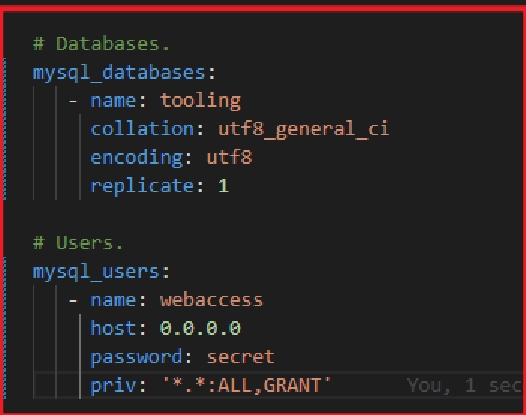 # Databases.
mysql_databases:
- name: tooling
collation: utf8_general_ci
encoding: utf8
replicate: 1
# Users.
mysql_users:
- name: webaccess
host: 0.0.0.0
password: secret
priv: '*.*:ALL,GRANT' You, 1 sec